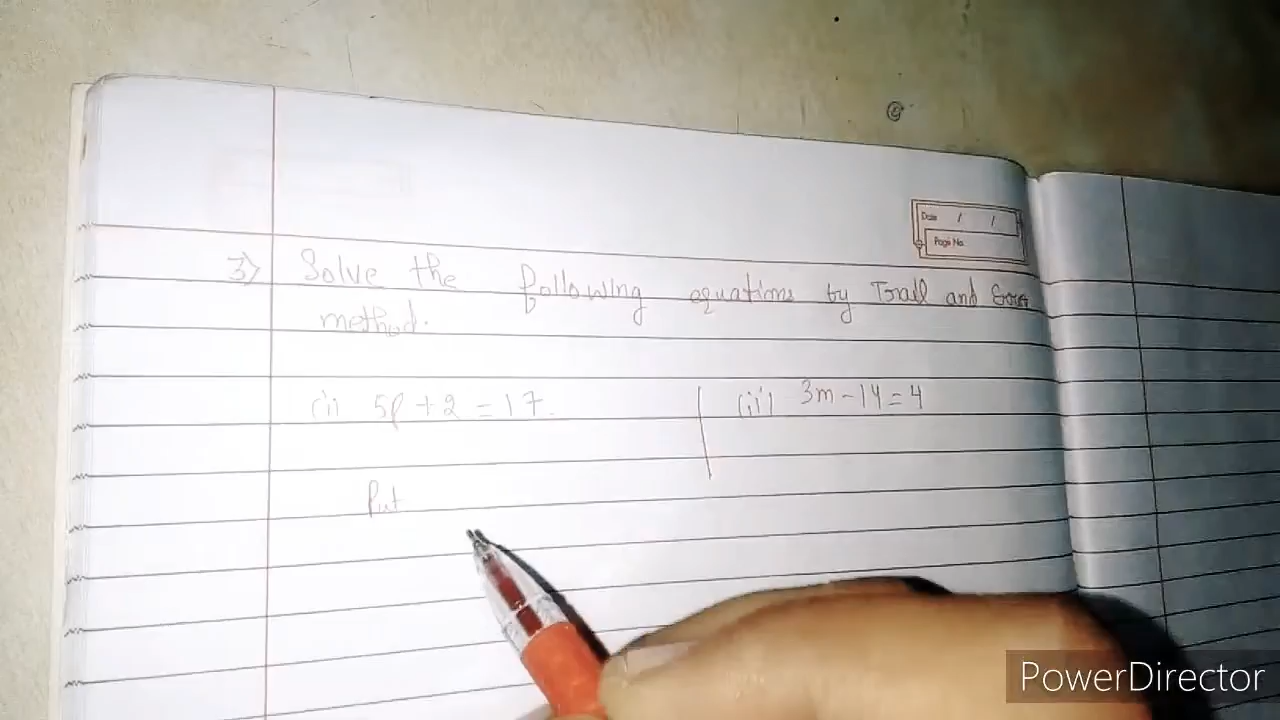 Date / /
Page No.
3) Solve the following equations by Trail and Error
method.
(i) 5p + 2 = 17.
(ii) 3m - 14 = 4
Put
PowerDirector